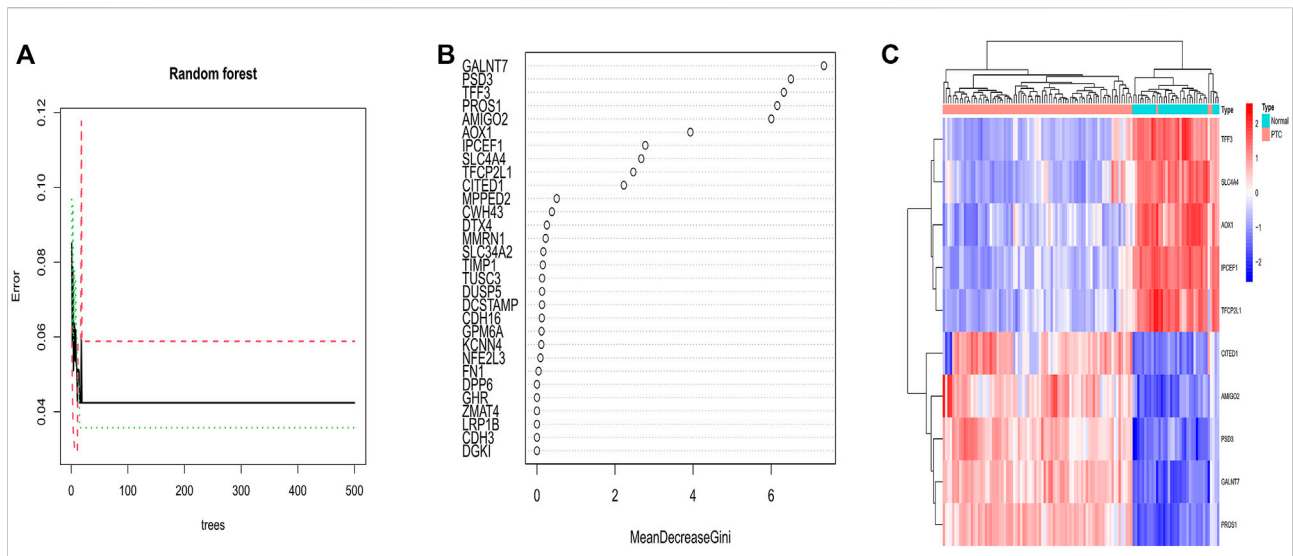 A
Random forest
0.12
0.10
0.08
0.06
0.04
Error
0 100 200 300 400 500
trees
B
GALNT7
PSD3
TFF3
PROS1
AMIGO2
AOX1
IPCEF1
SLC4A4
TFCP2L1
CITED1
MPPED2
CWH43
DTX4
MMRN1
SLC34A2
TIMP1
TUSC3
DUSP5
DCSTAMP
CDH16
GPM6A
KCNN4
NFE2L3
FN1
DPP6
GHR
ZMAT4
LRP1B
CDH3
DGKI
0 2 4 6
MeanDecreaseGini
C
Type
TFF3
SLC4A4
AOX1
IPCEF1
TFCP2L1
CITED1
AMIGO2
PSD3
GALNT7
PROS1
2
1
0
-1
-2
Type
Normal
PTC